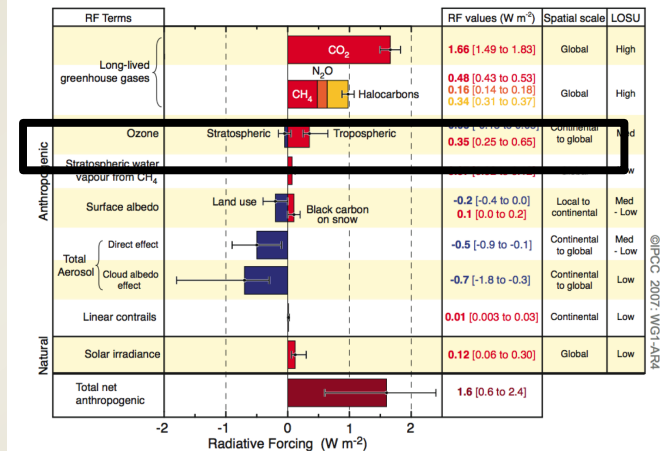 RF Terms
RF values (W m⁻²)
Spatial scale
LOSU
Long-lived
greenhouse gases
CO₂
1.66 [1.49 to 1.83]
Global
High
N₂O
CH₄
Halocarbons
0.48 [0.43 to 0.53]
0.16 [0.14 to 0.18]
0.34 [0.31 to 0.37]
Global
High
Anthropogenic
Ozone
Stratospheric
Tropospheric
0.35 [0.25 to 0.65]
Continental
to global
Med
Stratospheric water
vapour from CH₄
Surface albedo
Land use
Black carbon
on snow
-0.2 [-0.4 to 0.0]
0.1 [0.0 to 0.2]
Local to
continental
Med
- Low
Total
Aerosol
Direct effect
-0.5 [-0.9 to -0.1]
Continental
to global
Med
- Low
Cloud albedo
effect
-0.7 [-1.8 to -0.3]
Continental
to global
Low
Linear contrails
0.01 [0.003 to 0.03]
Continental
Low
Natural
Solar irradiance
0.12 [0.06 to 0.30]
Global
Low
Total net
anthropogenic
1.6 [0.6 to 2.4]
-2 -1 0 1 2
Radiative Forcing (W m⁻²)
©IPCC 2007: WG1-AR4